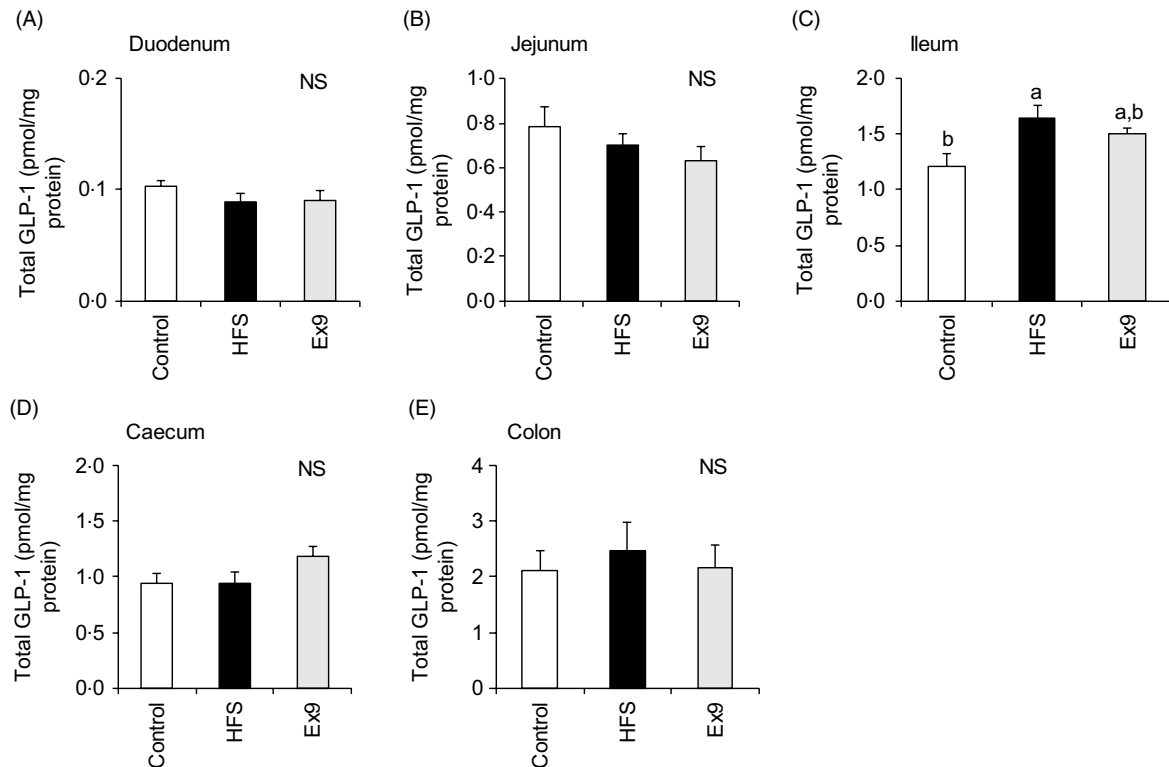 (A)
Duodenum
NS
Total GLP-1 (pmol/mg
protein)
0·2
0·1
0·0
Control
HFS
Ex9
(B)
Jejunum
NS
Total GLP-1 (pmol/mg
protein)
1·0
0·8
0·6
0·4
0·2
0·0
Control
HFS
Ex9
(C)
Ileum
Total GLP-1 (pmol/mg
protein)
2·0
1·5
1·0
0·5
0·0
b
a
a,b
Control
HFS
Ex9
(D)
Caecum
NS
Total GLP-1 (pmol/mg
protein)
2·0
1·5
1·0
0·5
0·0
Control
HFS
Ex9
(E)
Colon
NS
Total GLP-1 (pmol/mg
protein)
4
3
2
1
0
Control
HFS
Ex9